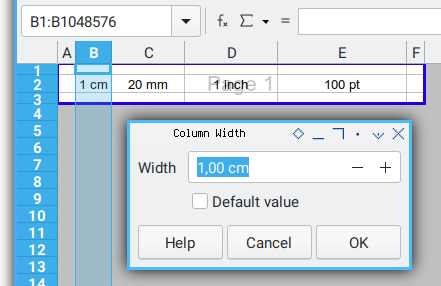 B1:B1048576 fx Σ =
A B C D E F
1
2 1 cm 20 mm 1 inch 100 pt
Page 1
3
4
5
6
7
8
9
10
11
12
13
14
Column Width
Width 1,00 cm − +
Default value
Help Cancel OK